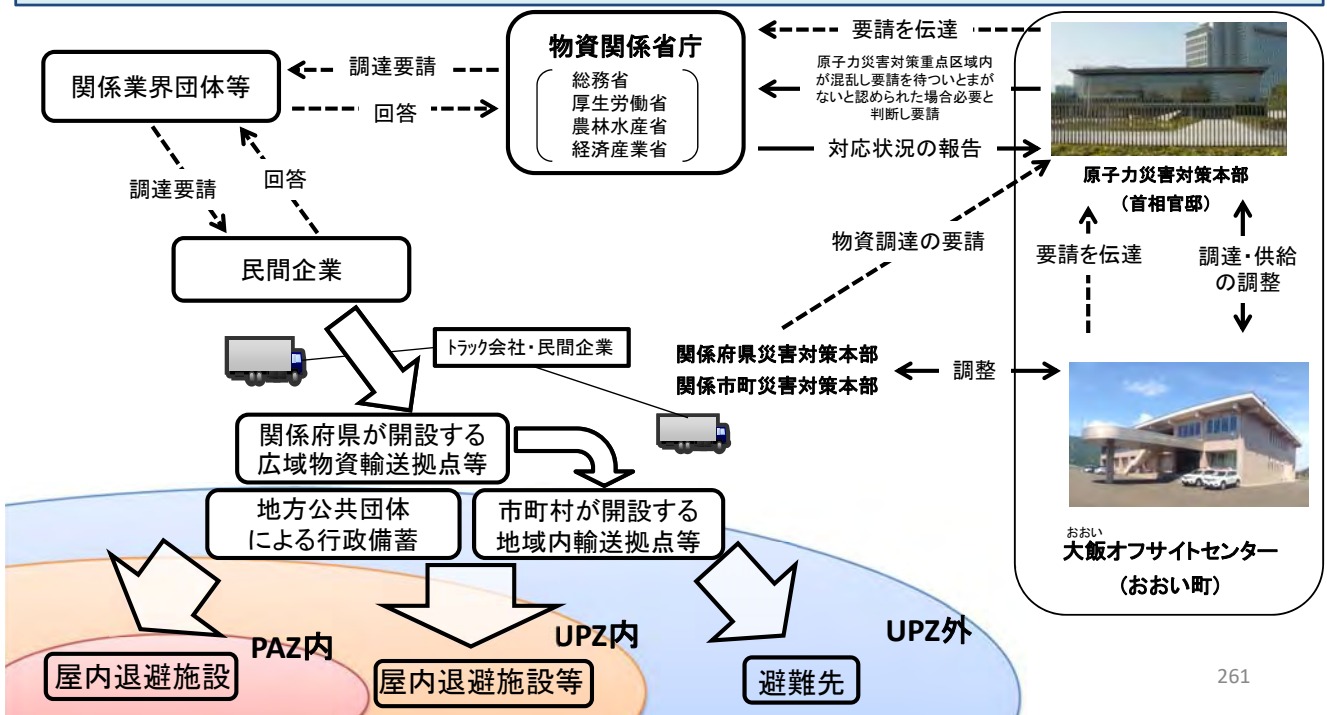 要請を伝達
物資関係省庁
総務省
厚生労働省
農林水産省
経済産業省
関係業界団体等
調達要請
回答
原子力災害対策重点区域内
が混乱し要請を待ついとまが
ないと認められた場合必要と
判断し要請
対応状況の報告
原子力災害対策本部
(首相官邸)
調達要請
回答
民間企業
物資調達の要請
要請を伝達
調達・供給
の調整
トラック会社・民間企業
関係府県災害対策本部
関係市町災害対策本部
調整
関係府県が開設する
広域物資輸送拠点等
地方公共団体
による行政備蓄
市町村が開設する
地域内輸送拠点等
おおい
大飯オフサイトセンター
(おおい町)
PAZ内
UPZ内
UPZ外
屋内退避施設
屋内退避施設等
避難先
261